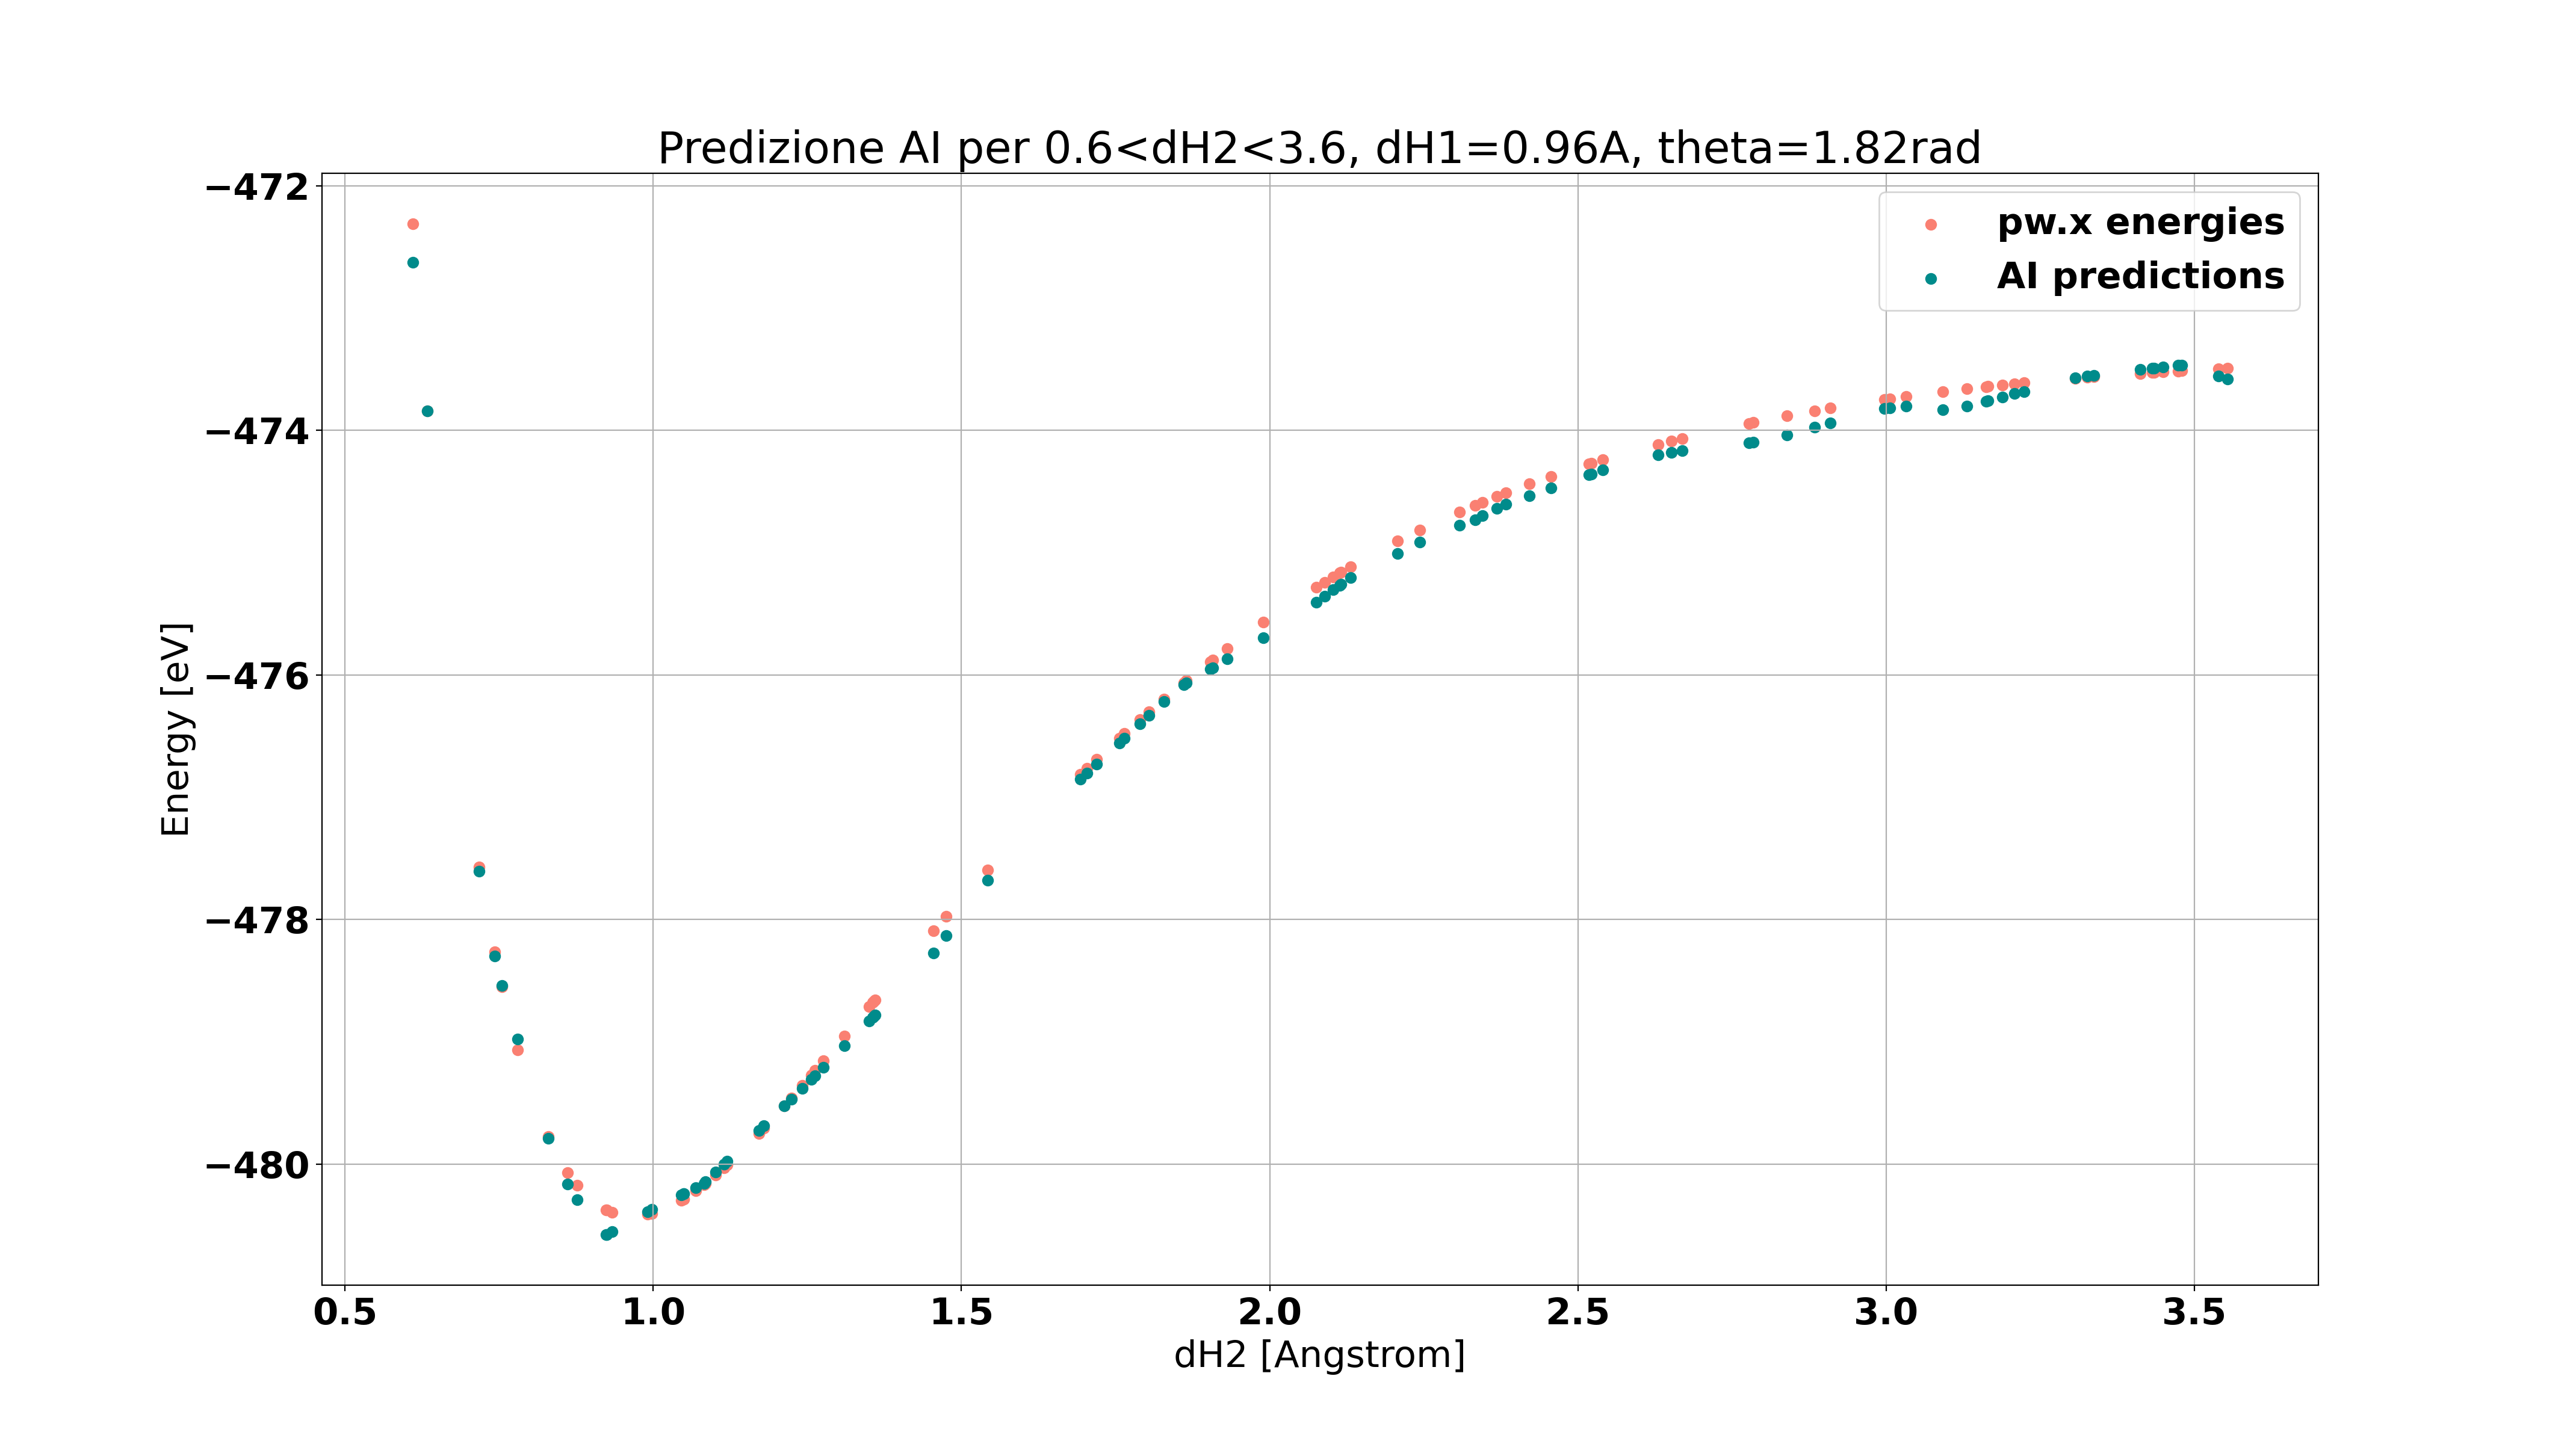 Predizione AI per 0.6<dH2<3.6, dH1=0.96A, theta=1.82rad
pw.x energies
AI predictions
Energy [eV]
−472
−474
−476
−478
−480
0.5 1.0 1.5 2.0 2.5 3.0 3.5
dH2 [Angstrom]